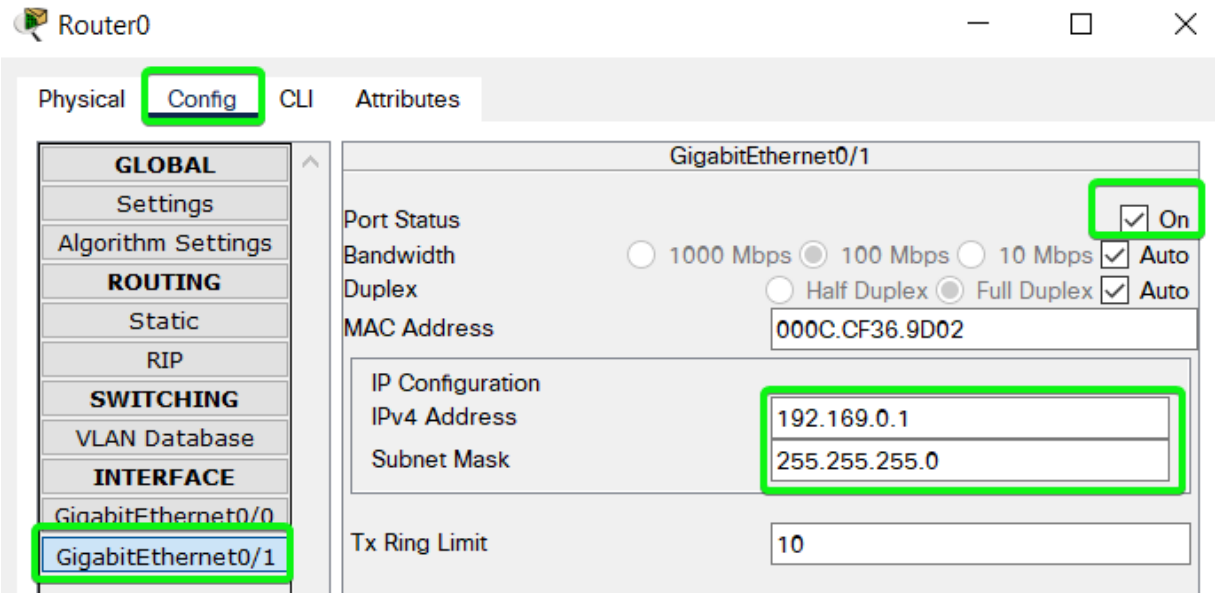 Router0
Physical Config CLI Attributes
GLOBAL
Settings
Algorithm Settings
ROUTING
Static
RIP
SWITCHING
VLAN Database
INTERFACE
GigabitEthernet0/0
GigabitEthernet0/1
GigabitEthernet0/1
Port Status On
Bandwidth 1000 Mbps 100 Mbps 10 Mbps Auto
Duplex Half Duplex Full Duplex Auto
MAC Address 000C.CF36.9D02
IP Configuration
IPv4 Address 192.169.0.1
Subnet Mask 255.255.255.0
Tx Ring Limit 10